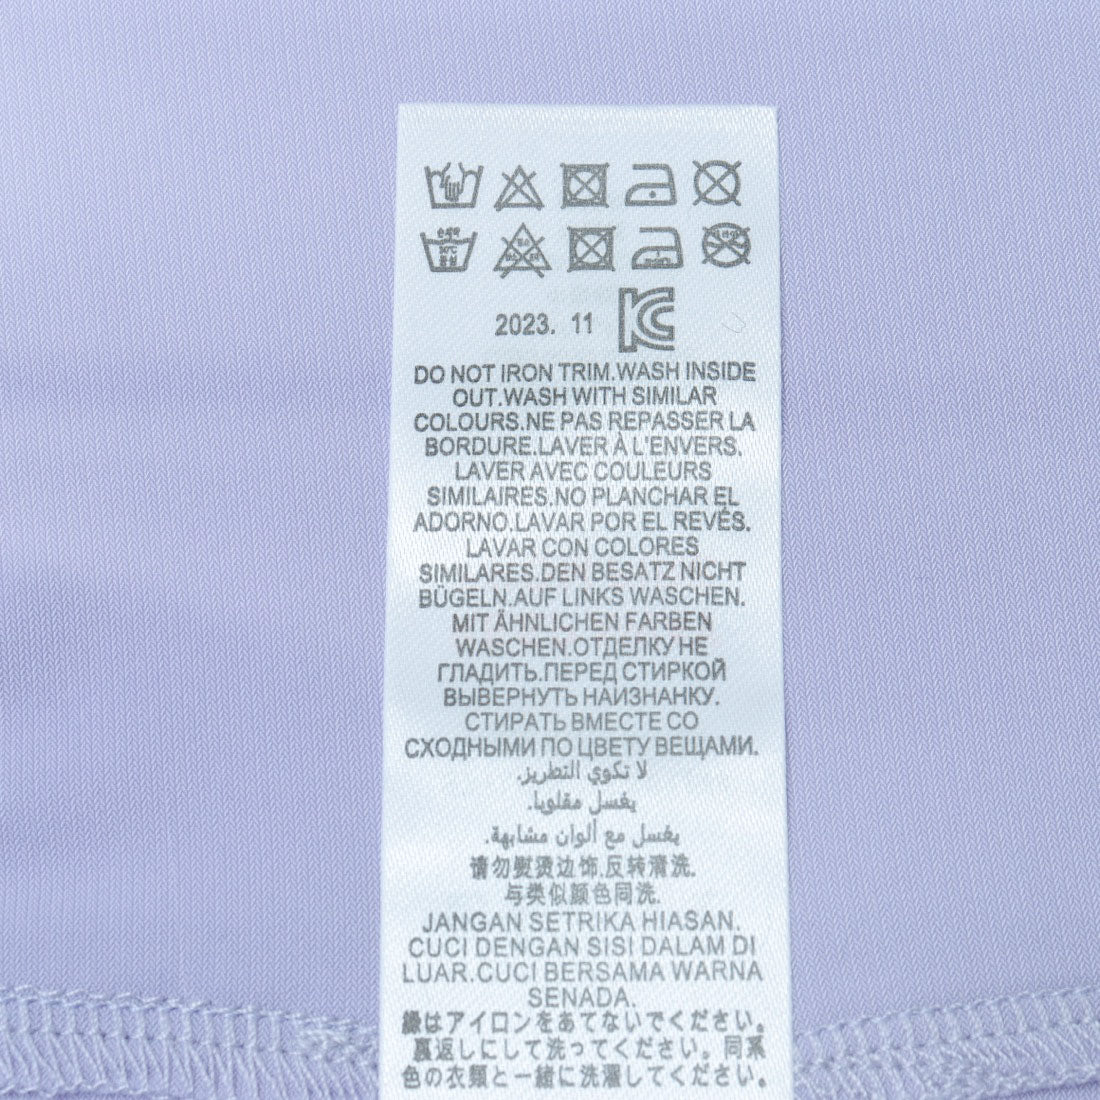 2023. 11
DO NOT IRON TRIM.WASH INSIDE
OUT.WASH WITH SIMILAR
COLOURS.NE PAS REPASSER LA
BORDURE.LAVER À L'ENVERS.
LAVER AVEC COULEURS
SIMILAIRES.NO PLANCHAR EL
ADORNO.LAVAR POR EL REVÉS.
LAVAR CON COLORES
SIMILARES.DEN BESATZ NICHT
BÜGELN.AUF LINKS WASCHEN.
MIT ÄHNLICHEN FARBEN
WASCHEN.ОТДЕЛКУ НЕ
ГЛАДИТЬ.ПЕРЕД СТИРКОЙ
ВЫВЕРНУТЬ НАИЗНАНКУ.
СТИРАТЬ ВМЕСТЕ СО
СХОДНЫМИ ПО ЦВЕТУ ВЕЩАМИ.
لا تكوي التطريز.
يغسل مقلوبا.
يغسل مع ألوان مشابهة.
请勿熨烫边饰.反转清洗.
与类似颜色同洗.
JANGAN SETRIKA HIASAN.
CUCI DENGAN SISI DALAM DI
LUAR.CUCI BERSAMA WARNA
SENADA.
縁はアイロンをあてないでください。
裏返しにして洗ってください。同系
色の衣類と一緒に洗濯してください。